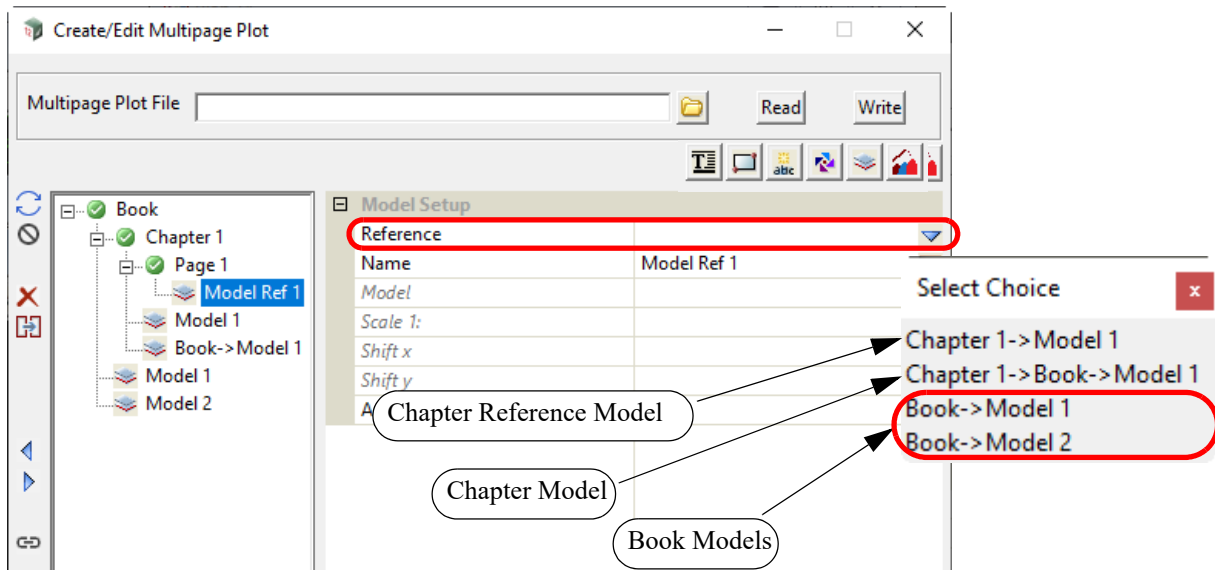 Create/Edit Multipage Plot
Multipage Plot File
Read
Write
T
abc
Book
Chapter 1
Page 1
Model Ref 1
Model 1
Book->Model 1
Model 1
Model 2
Model Setup
Reference
Name Model Ref 1
Model
Scale 1:
Shift x
Shift y
A
Select Choice
x
Chapter 1->Model 1
Chapter 1->Book->Model 1
Book->Model 1
Book->Model 2
Chapter Reference Model
Chapter Model
Book Models